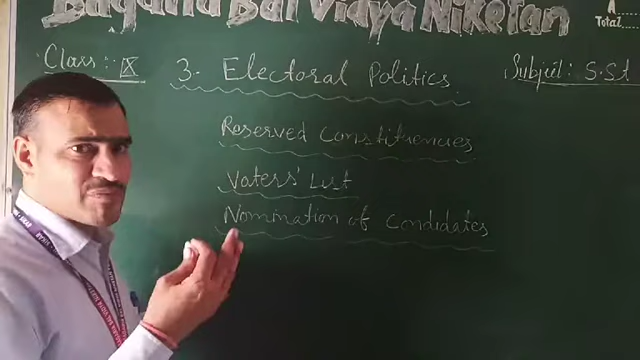 Bal Vidya Niketan
Total
Class:- IX
3. Electoral Politics
Subject: S.St
Reserved Constituencies
Voters' List
Nomination of Candidates